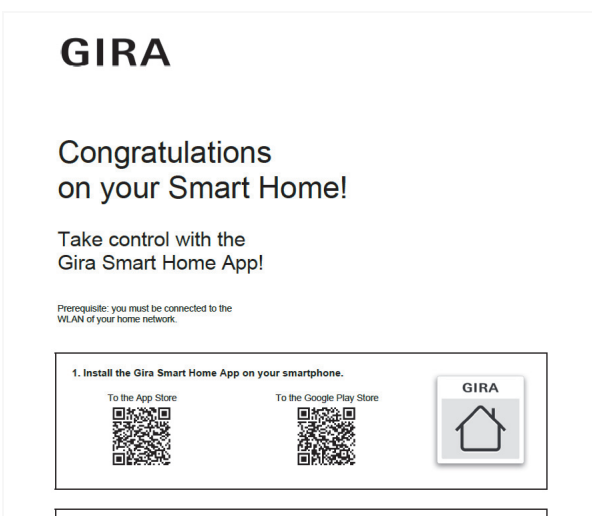 GIRA
Congratulations
on your Smart Home!
Take control with the
Gira Smart Home App!
Prerequisite: you must be connected to the
WLAN of your home network.
1. Install the Gira Smart Home App on your smartphone.
To the App Store
To the Google Play Store
GIRA